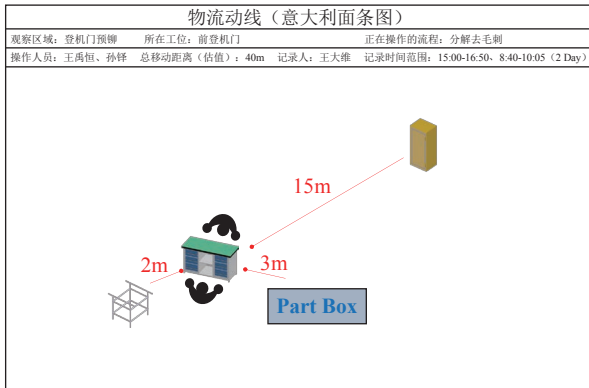 物流动线（意大利面条图）
观察区域：登机门预铆 所在工位：前登机门 正在操作的流程：分解去毛刺
操作人员：王禹恒、孙铎 总移动距离（估值）：40m 记录人：王大维 记录时间范围：15:00-16:50、8:40-10:05（2 Day）
15m
2m
3m
Part Box